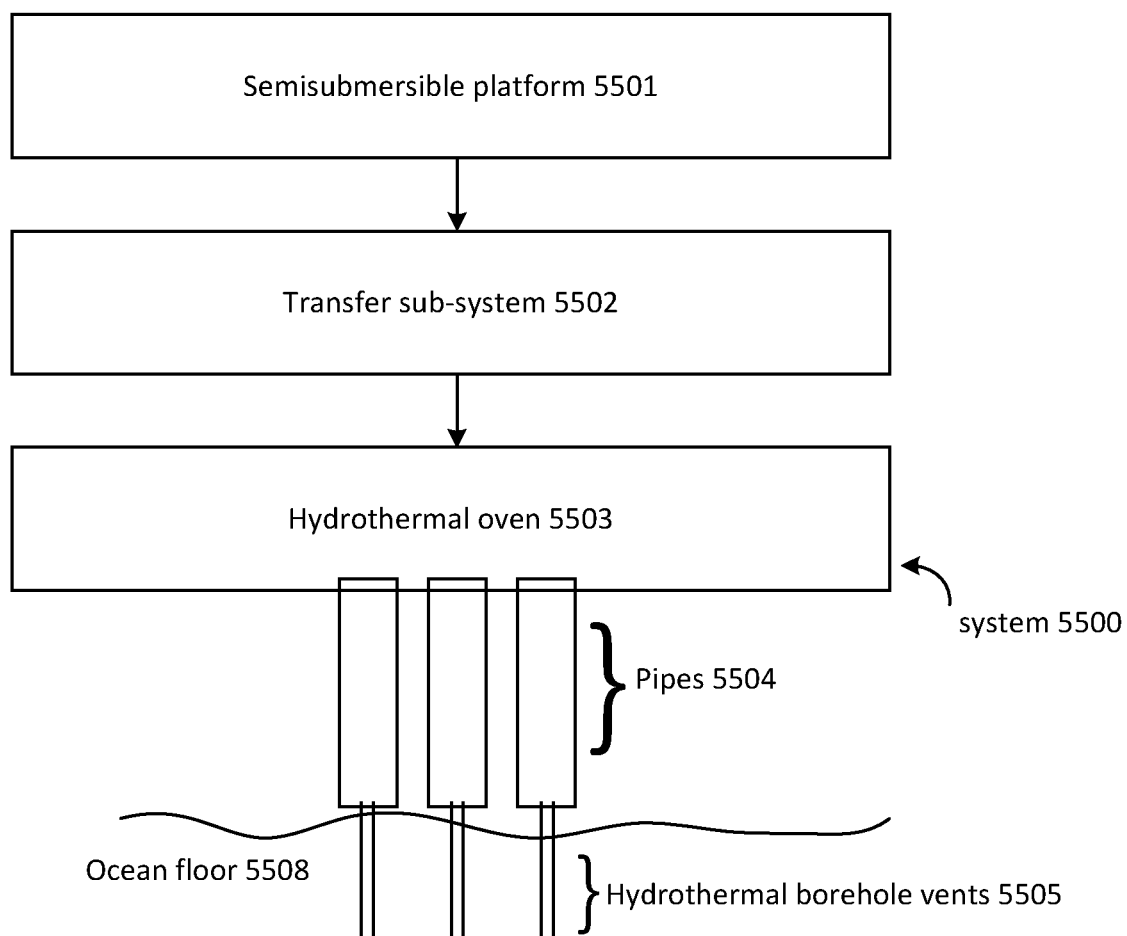 Semisubmersible platform 5501
Transfer sub-system 5502
Hydrothermal oven 5503
system 5500
Pipes 5504
Ocean floor 5508
Hydrothermal borehole vents 5505